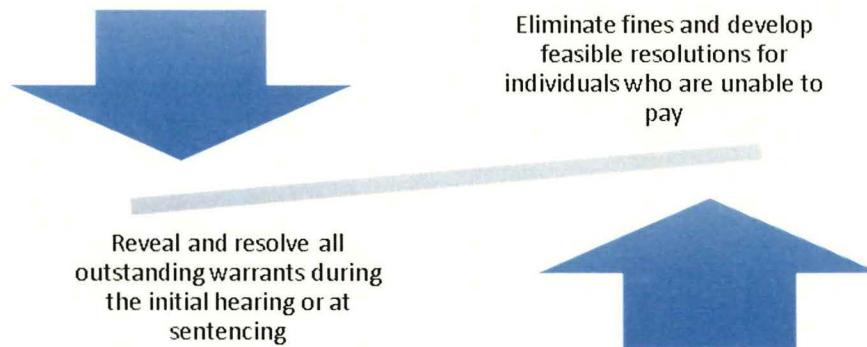 Eliminate fines and develop
feasible resolutions for
individuals who are unable to
pay
Reveal and resolve all
outstanding warrants during
the initial hearing or at
sentencing